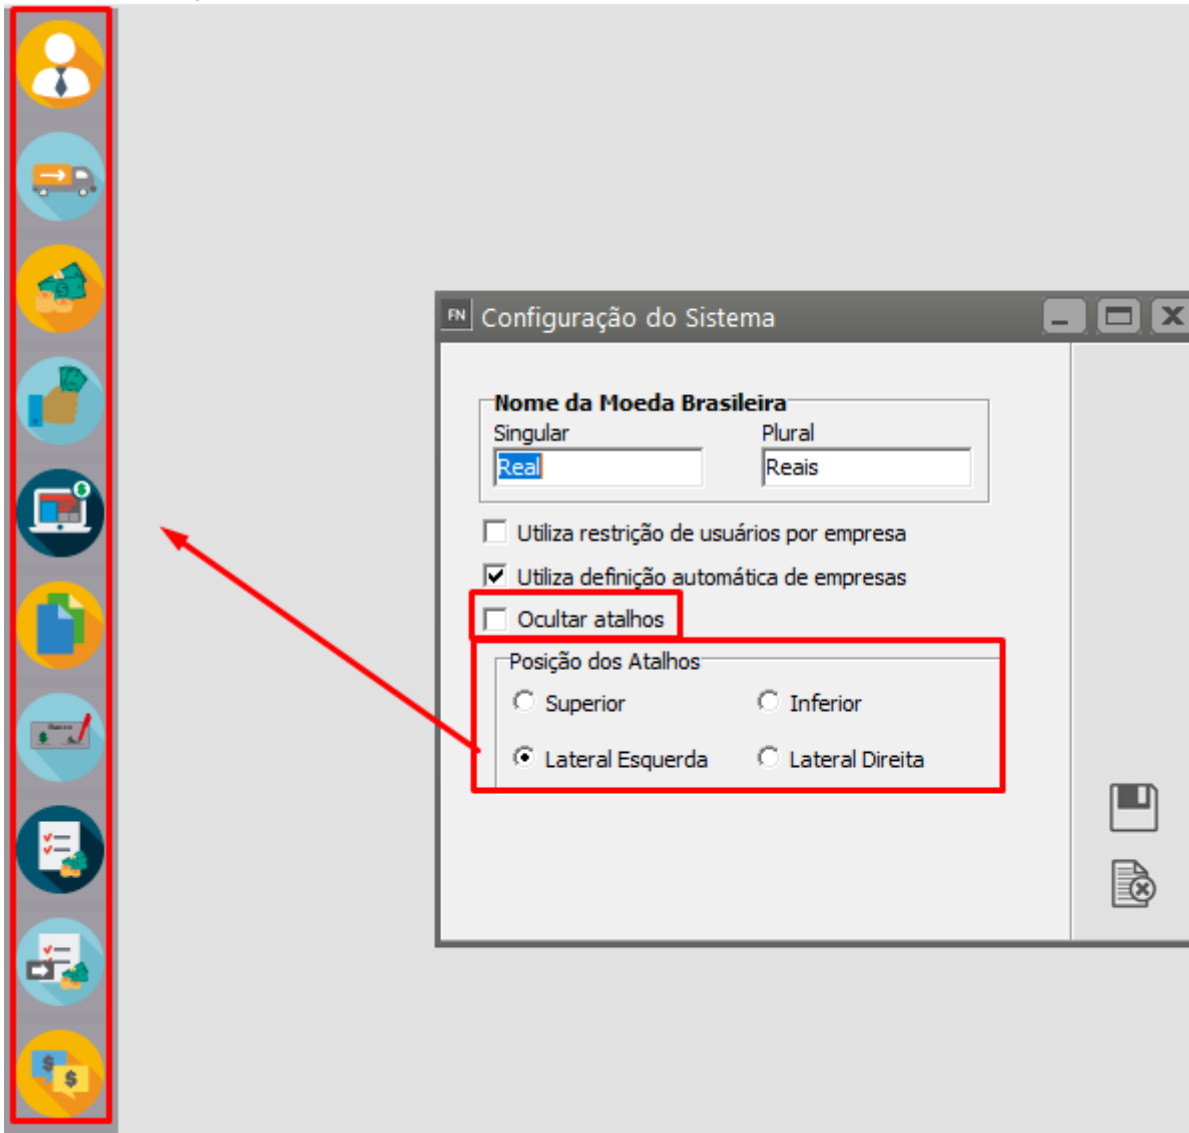 FN Configuração do Sistema
Nome da Moeda Brasileira
Singular Plural
Real Reais
Utiliza restrição de usuários por empresa
Utiliza definição automática de empresas
Ocultar atalhos
Posição dos Atalhos
Superior Inferior
Lateral Esquerda Lateral Direita